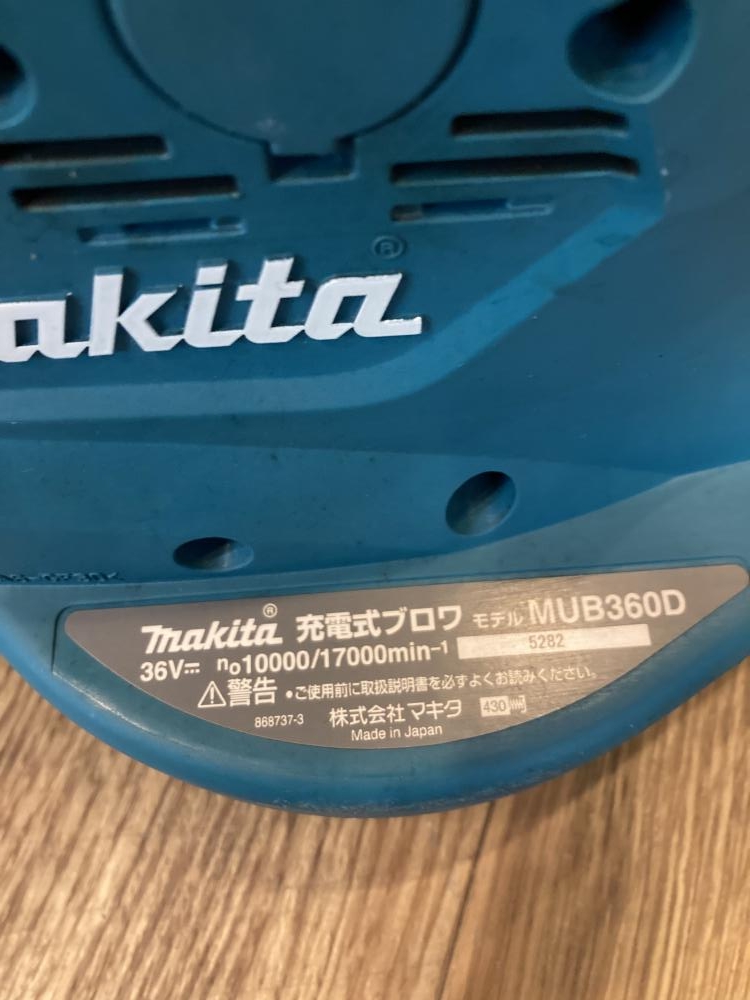 makita ®
makita® 充電式ブロワ モデル MUB360D
36V⎓ n₀10000/17000min⁻¹ 5282
⚠警告 •ご使用前に取扱説明書を必ずよくお読みください。
868737-3 株式会社マキタ 430
Made in Japan